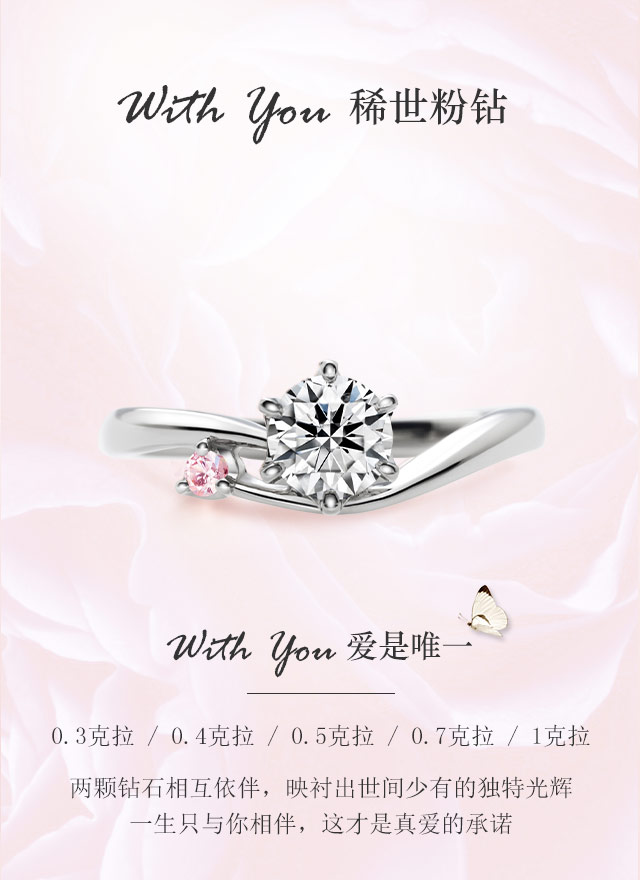 With You 稀世粉钻
With You 爱是唯一
0.3克拉 / 0.4克拉 / 0.5克拉 / 0.7克拉 / 1克拉
两颗钻石相互依伴，映衬出世间少有的独特光辉
一生只与你相伴，这才是真爱的承诺